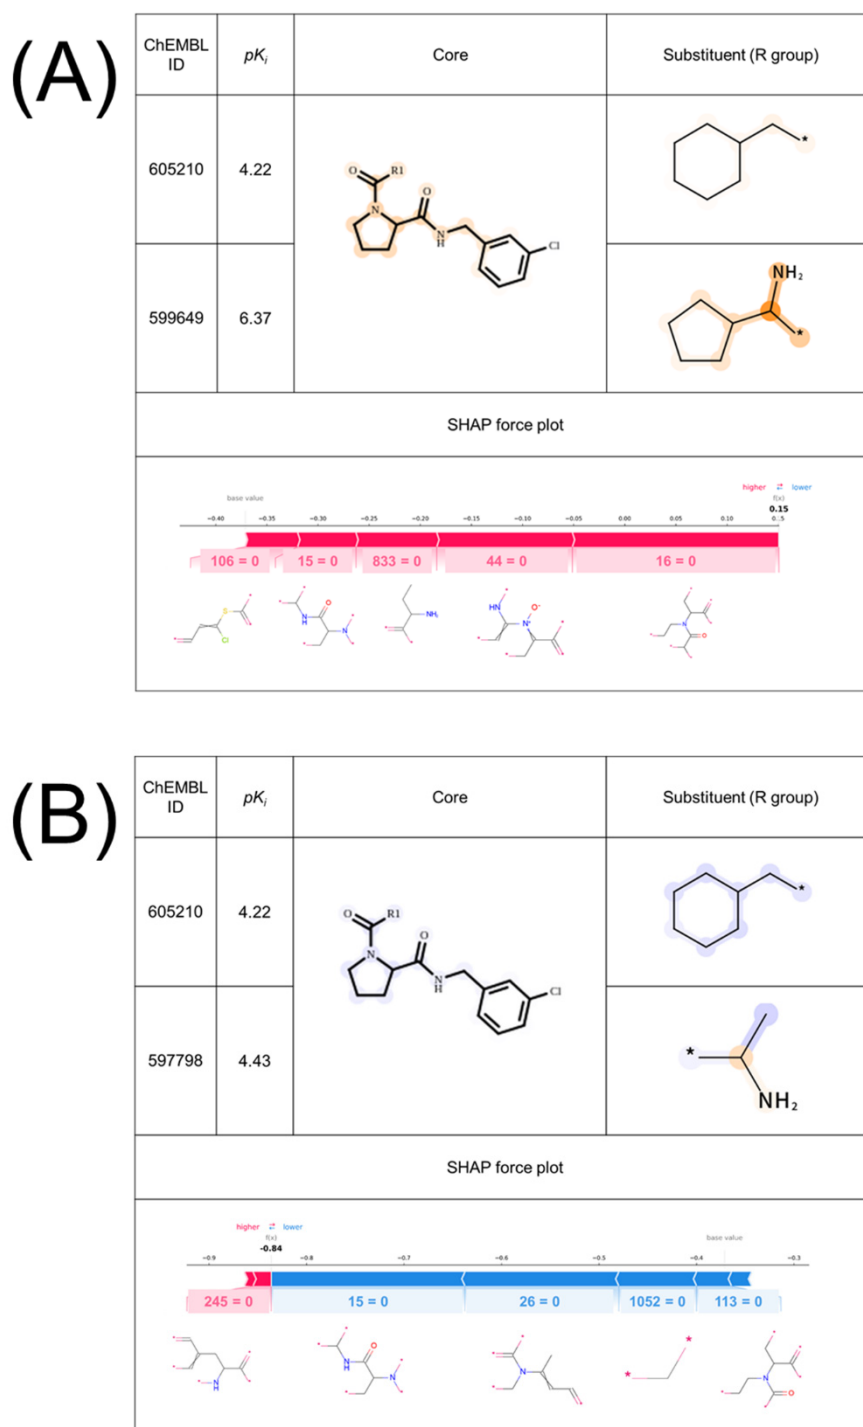 (A)
ChEMBL ID pKi Core Substituent (R group)
605210 4.22
O R1
O
N
N
H
Cl
*
599649 6.37
NH2
*
SHAP force plot
higher lower
base value f(x)
0.15
−0.40 −0.35 −0.30 −0.25 −0.20 −0.15 −0.10 −0.05 0.00 0.05 0.10 0.15
106 = 0 15 = 0 833 = 0 44 = 0 16 = 0
(B)
ChEMBL ID pKi Core Substituent (R group)
605210 4.22
O R1
O
N
N
H
Cl
*
597798 4.43
*
NH2
SHAP force plot
higher lower
f(x) base value
-0.84
−0.9 −0.8 −0.7 −0.6 −0.5 −0.4 −0.3
245 = 0 15 = 0 26 = 0 1052 = 0 113 = 0